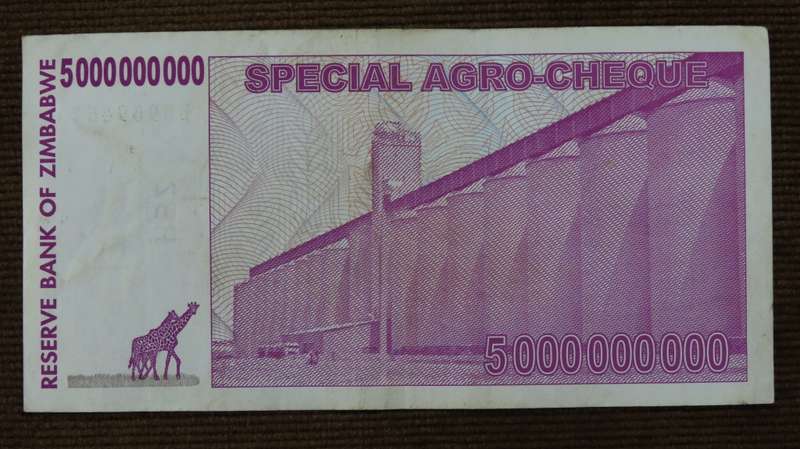 5000000000
SPECIAL AGRO-CHEQUE
RESERVE BANK OF ZIMBABWE
5000000000